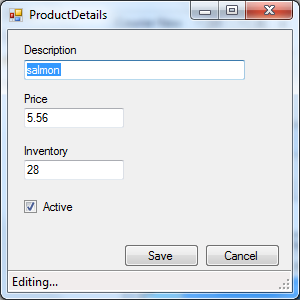 ProductDetails
Description
salmon
Price
5.56
Inventory
28
Active
Save Cancel
Editing...